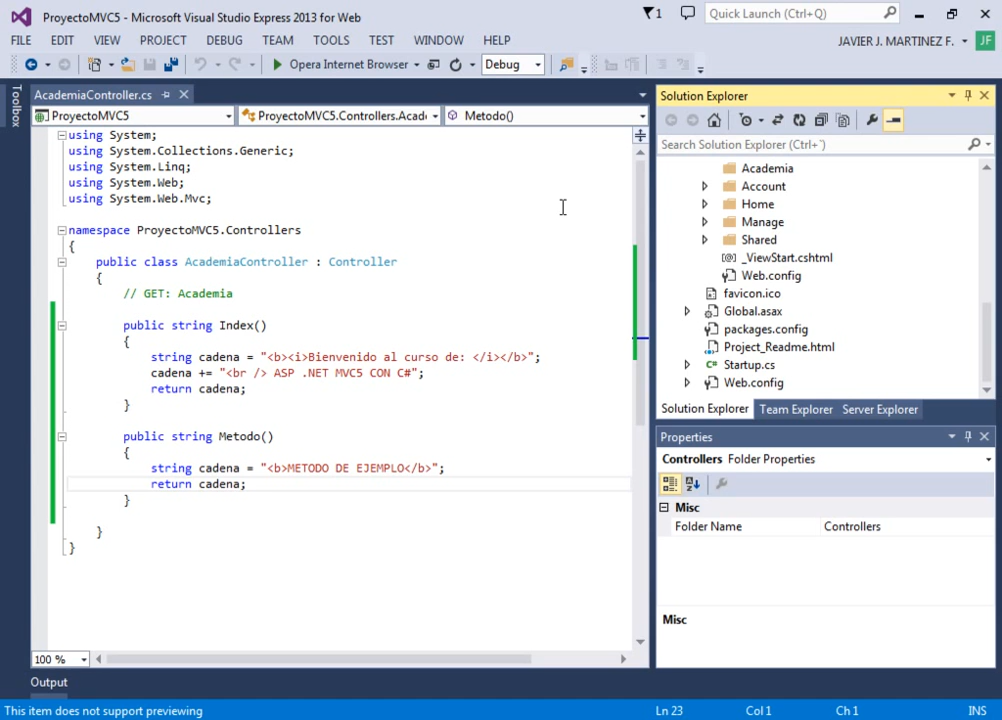 ProyectoMVC5 - Microsoft Visual Studio Express 2013 for Web
1
Quick Launch (Ctrl+Q)
FILE EDIT VIEW PROJECT DEBUG TEAM TOOLS TEST WINDOW HELP
JAVIER J. MARTINEZ F. JF
Opera Internet Browser
Debug
Toolbox
AcademiaController.cs
ProyectoMVC5
ProyectoMVC5.Controllers.Acad
Metodo()
using System;
using System.Collections.Generic;
using System.Linq;
using System.Web;
using System.Web.Mvc;
namespace ProyectoMVC5.Controllers
{
public class AcademiaController : Controller
{
// GET: Academia
public string Index()
{
string cadena = "<b><i>Bienvenido al curso de: </i></b>";
cadena += "<br /> ASP .NET MVC5 CON C#";
return cadena;
}
public string Metodo()
{
string cadena = "<b>METODO DE EJEMPLO</b>";
return cadena;
}
}
}
100 %
Solution Explorer
Search Solution Explorer (Ctrl+¨)
Academia
Account
Home
Manage
Shared
_ViewStart.cshtml
Web.config
favicon.ico
Global.asax
packages.config
Project_Readme.html
Startup.cs
Web.config
Solution Explorer Team Explorer Server Explorer
Properties
Controllers Folder Properties
Misc
Folder Name Controllers
Misc
Output
This item does not support previewing
Ln 23 Col 1 Ch 1 INS